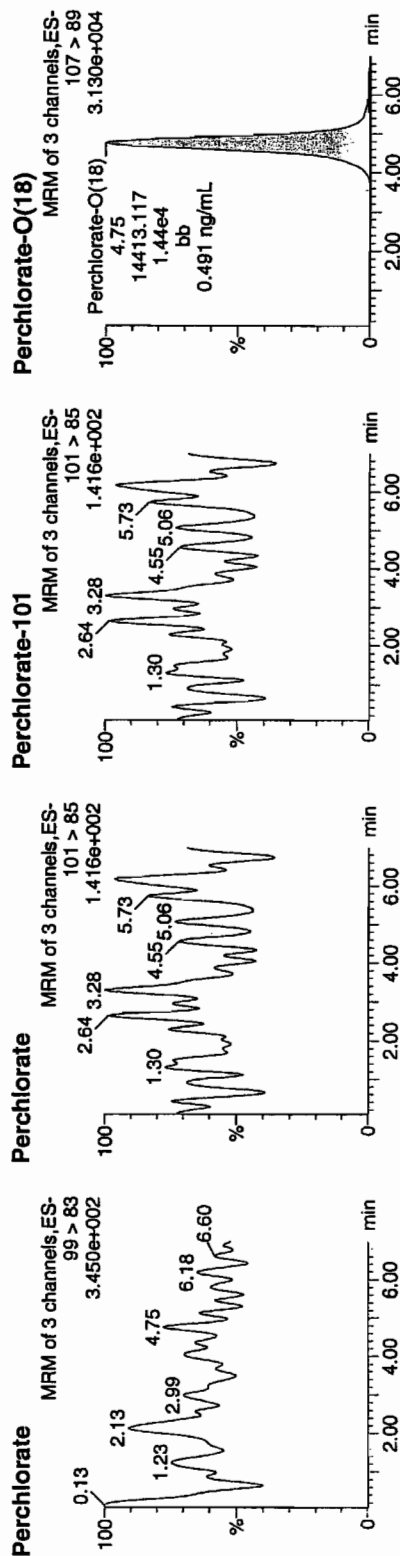 Perchlorate
MRM of 3 channels,ES-
99 > 83
3.450e+002
100
%
0
0.13
1.23
2.13
2.99
4.75
6.18
6.60
2.00
4.00
6.00
min
Perchlorate
MRM of 3 channels,ES-
101 > 85
1.416e+002
100
%
0
1.30
2.64
3.28
4.55
5.06
5.73
2.00
4.00
6.00
min
Perchlorate-101
MRM of 3 channels,ES-
101 > 85
1.416e+002
100
%
0
1.30
2.64
3.28
4.55
5.06
5.73
2.00
4.00
6.00
min
Perchlorate-O(18)
MRM of 3 channels,ES-
107 > 89
3.130e+004
100
%
0
Perchlorate-O(18)
4.75
14413.117
1.44e4
bb
0.491 ng/mL
2.00
4.00
6.00
min